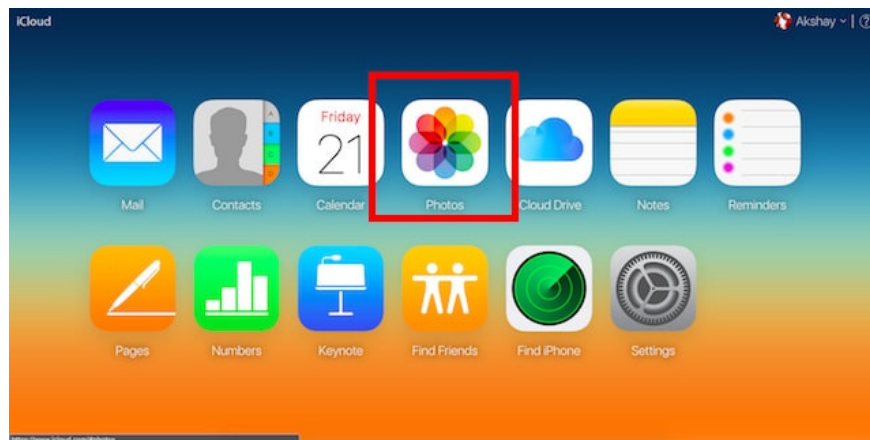 iCloud
Akshay
Friday
21
A
B
C
D
Mail
Contacts
Calendar
Photos
Cloud Drive
Notes
Reminders
Pages
Numbers
Keynote
Find Friends
Find iPhone
Settings